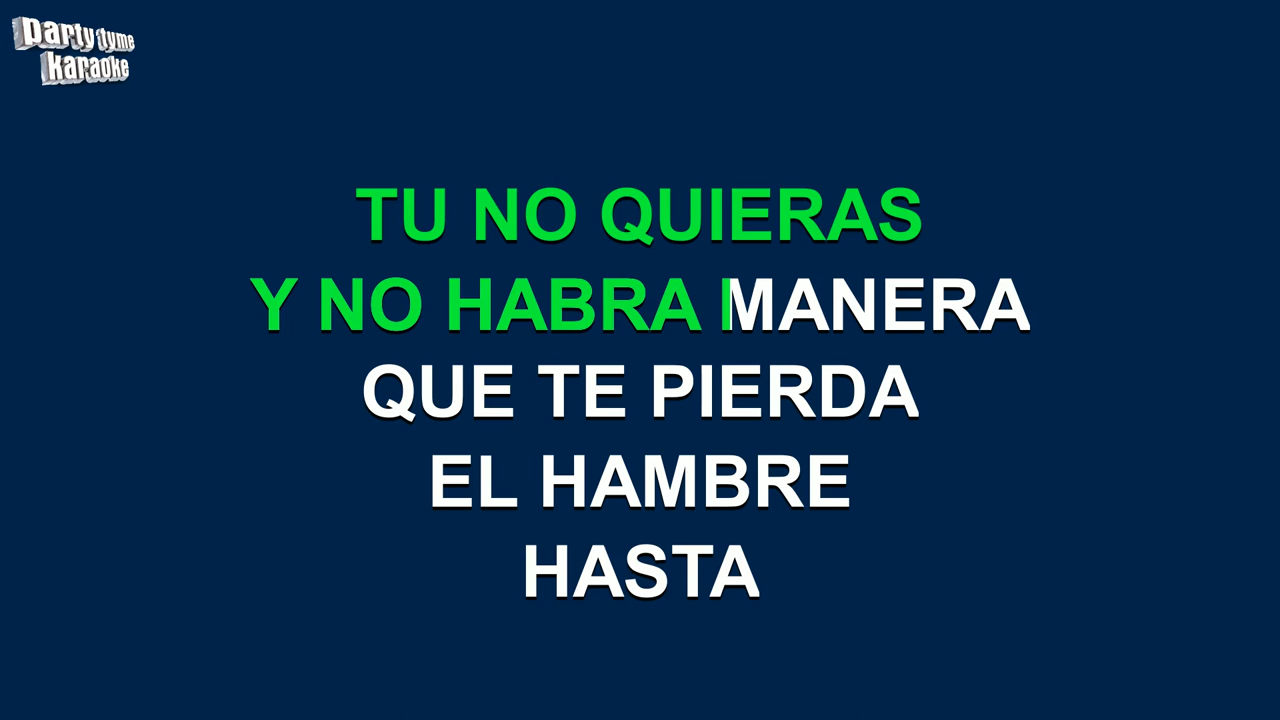 party tyme
karaoke
TU NO QUIERAS
Y NO HABRA MANERA
QUE TE PIERDA
EL HAMBRE
HASTA